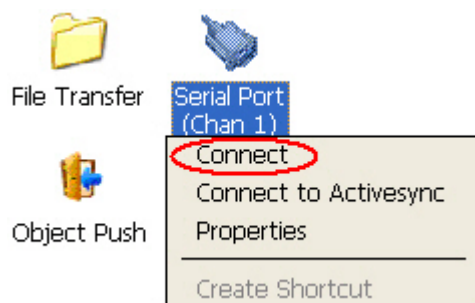 File Transfer
Serial Port
(Chan 1)
Connect
Connect to Activesync
Object Push
Properties
Create Shortcut